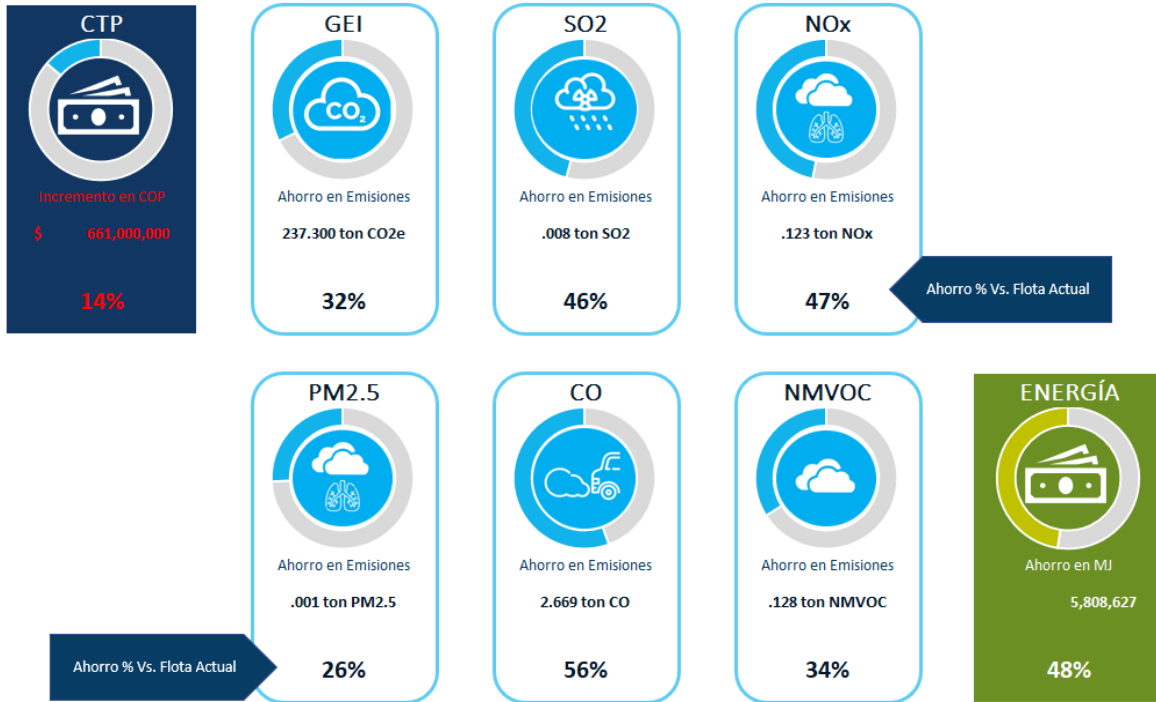 CTP
Incremento en COP
$ 661,000,000
14%
GEI
CO₂
Ahorro en Emisiones
237.300 ton CO2e
32%
SO2
Ahorro en Emisiones
.008 ton SO2
46%
NOx
Ahorro en Emisiones
.123 ton NOx
47%
Ahorro % Vs. Flota Actual
PM2.5
Ahorro en Emisiones
.001 ton PM2.5
26%
Ahorro % Vs. Flota Actual
CO
Ahorro en Emisiones
2.669 ton CO
56%
NMVOC
Ahorro en Emisiones
.128 ton NMVOC
34%
ENERGÍA
Ahorro en MJ
5,808,627
48%